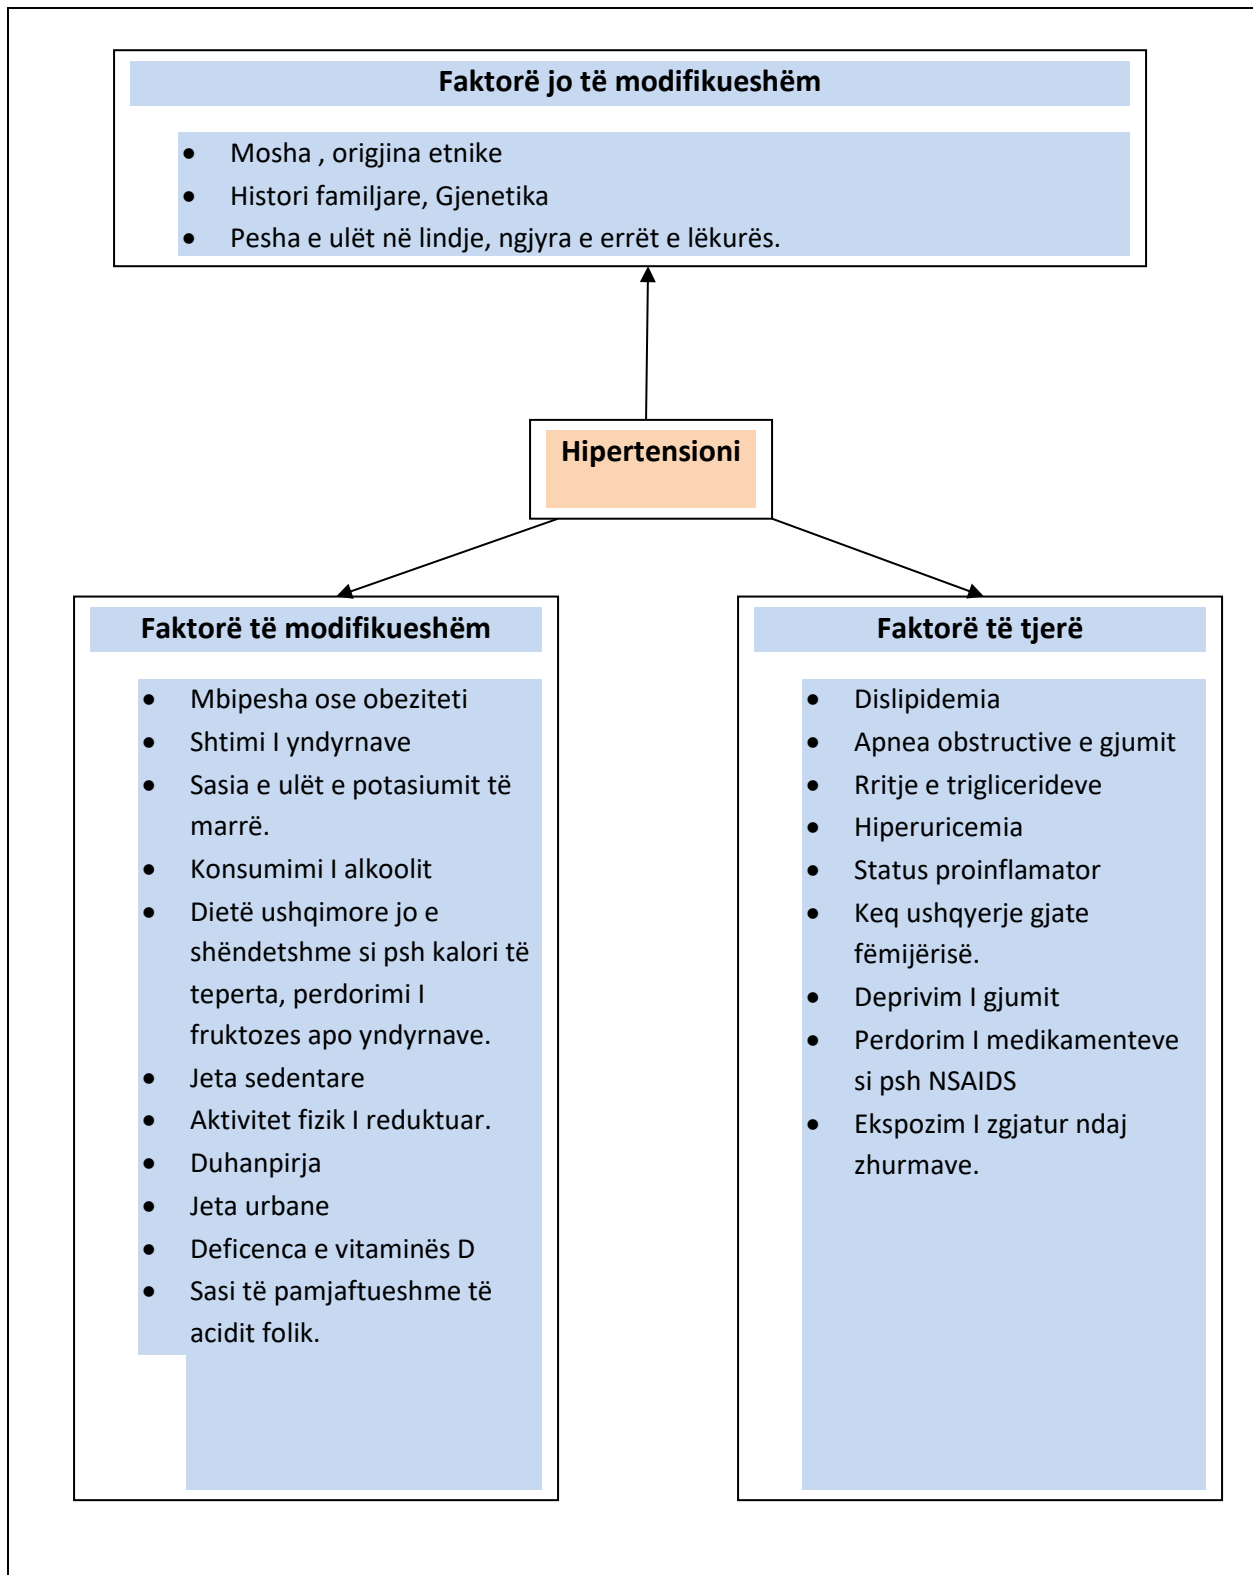 Faktorë jo të modifikueshëm
• Mosha , origjina etnike
• Histori familjare, Gjenetika
• Pesha e ulët në lindje, ngjyra e errët e lëkurës.
Hipertensioni
Faktorë të modifikueshëm
• Mbipesha ose obeziteti
• Shtimi I yndyrnave
• Sasia e ulët e potasiumit të
marrë.
• Konsumimi I alkoolit
• Dietë ushqimore jo e
shëndetshme si psh kalori të
teperta, perdorimi I
fruktozes apo yndyrnave.
• Jeta sedentare
• Aktivitet fizik I reduktuar.
• Duhanpirja
• Jeta urbane
• Deficenca e vitaminës D
• Sasi të pamjaftueshme të
acidit folik.
Faktorë të tjerë
• Dislipidemia
• Apnea obstructive e gjumit
• Rritje e triglicerideve
• Hiperuricemia
• Status proinflamator
• Keq ushqyerje gjate
fëmijërisë.
• Deprivim I gjumit
• Perdorim I medikamenteve
si psh NSAIDS
• Ekspozim I zgjatur ndaj
zhurmave.